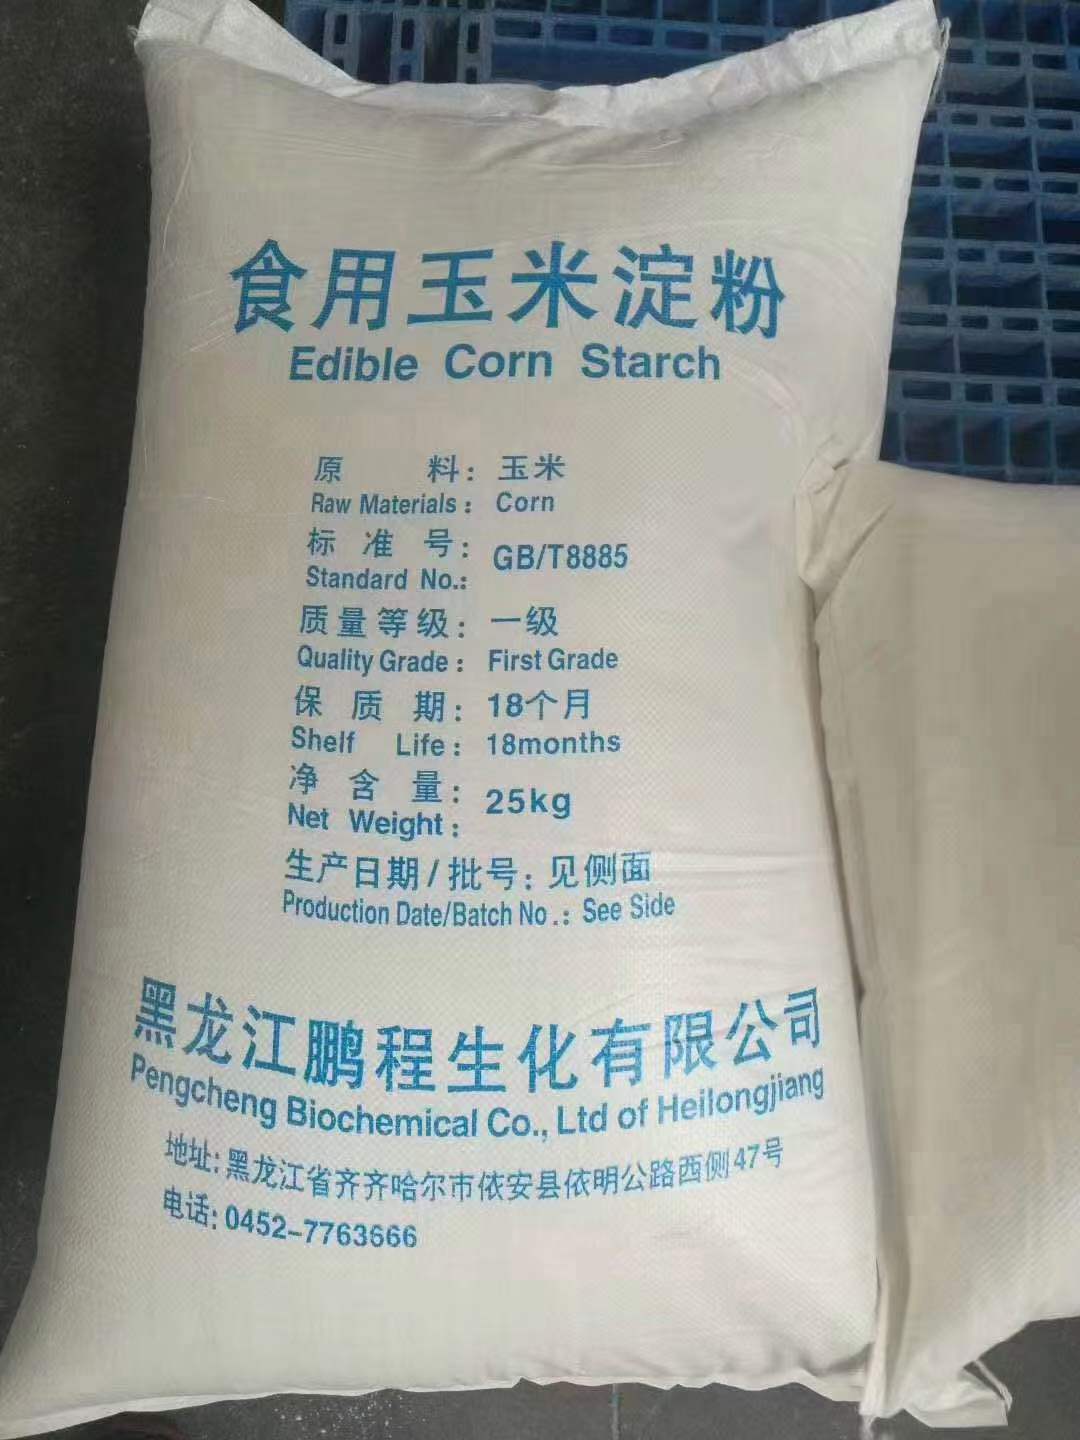 食用玉米淀粉
Edible Corn Starch
原 料：玉米
Raw Materials： Corn
标 准 号：GB/T8885
Standard No.：
质量等级：一级
Quality Grade： First Grade
保 质 期：18个月
Shelf Life：18months
净 含 量：25kg
Net Weight：
生产日期/批号：见侧面
Production Date/Batch No.：See Side
黑龙江鹏程生化有限公司
Pengcheng Biochemical Co., Ltd of Heilongjiang
地址：黑龙江省齐齐哈尔市依安县依明公路西侧47号
电话：0452-7763666